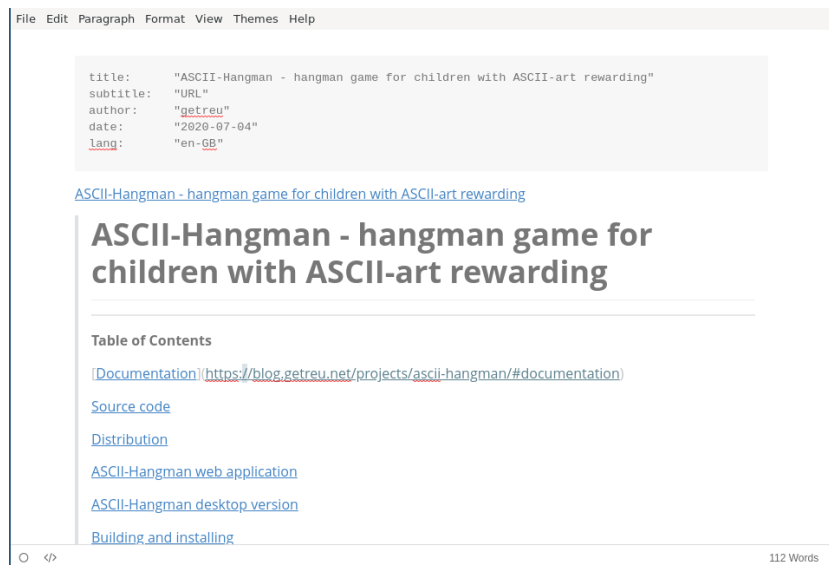 File Edit Paragraph Format View Themes Help
title: "ASCII-Hangman - hangman game for children with ASCII-art rewarding"
subtitle: "URL"
author: "getreu"
date: "2020-07-04"
lang: "en-GB"
ASCII-Hangman - hangman game for children with ASCII-art rewarding
ASCII-Hangman - hangman game for
children with ASCII-art rewarding
Table of Contents
[Documentation](https://blog.getreu.net/projects/ascii-hangman/#documentation)
Source code
Distribution
ASCII-Hangman web application
ASCII-Hangman desktop version
Building and installing
</> 112 Words